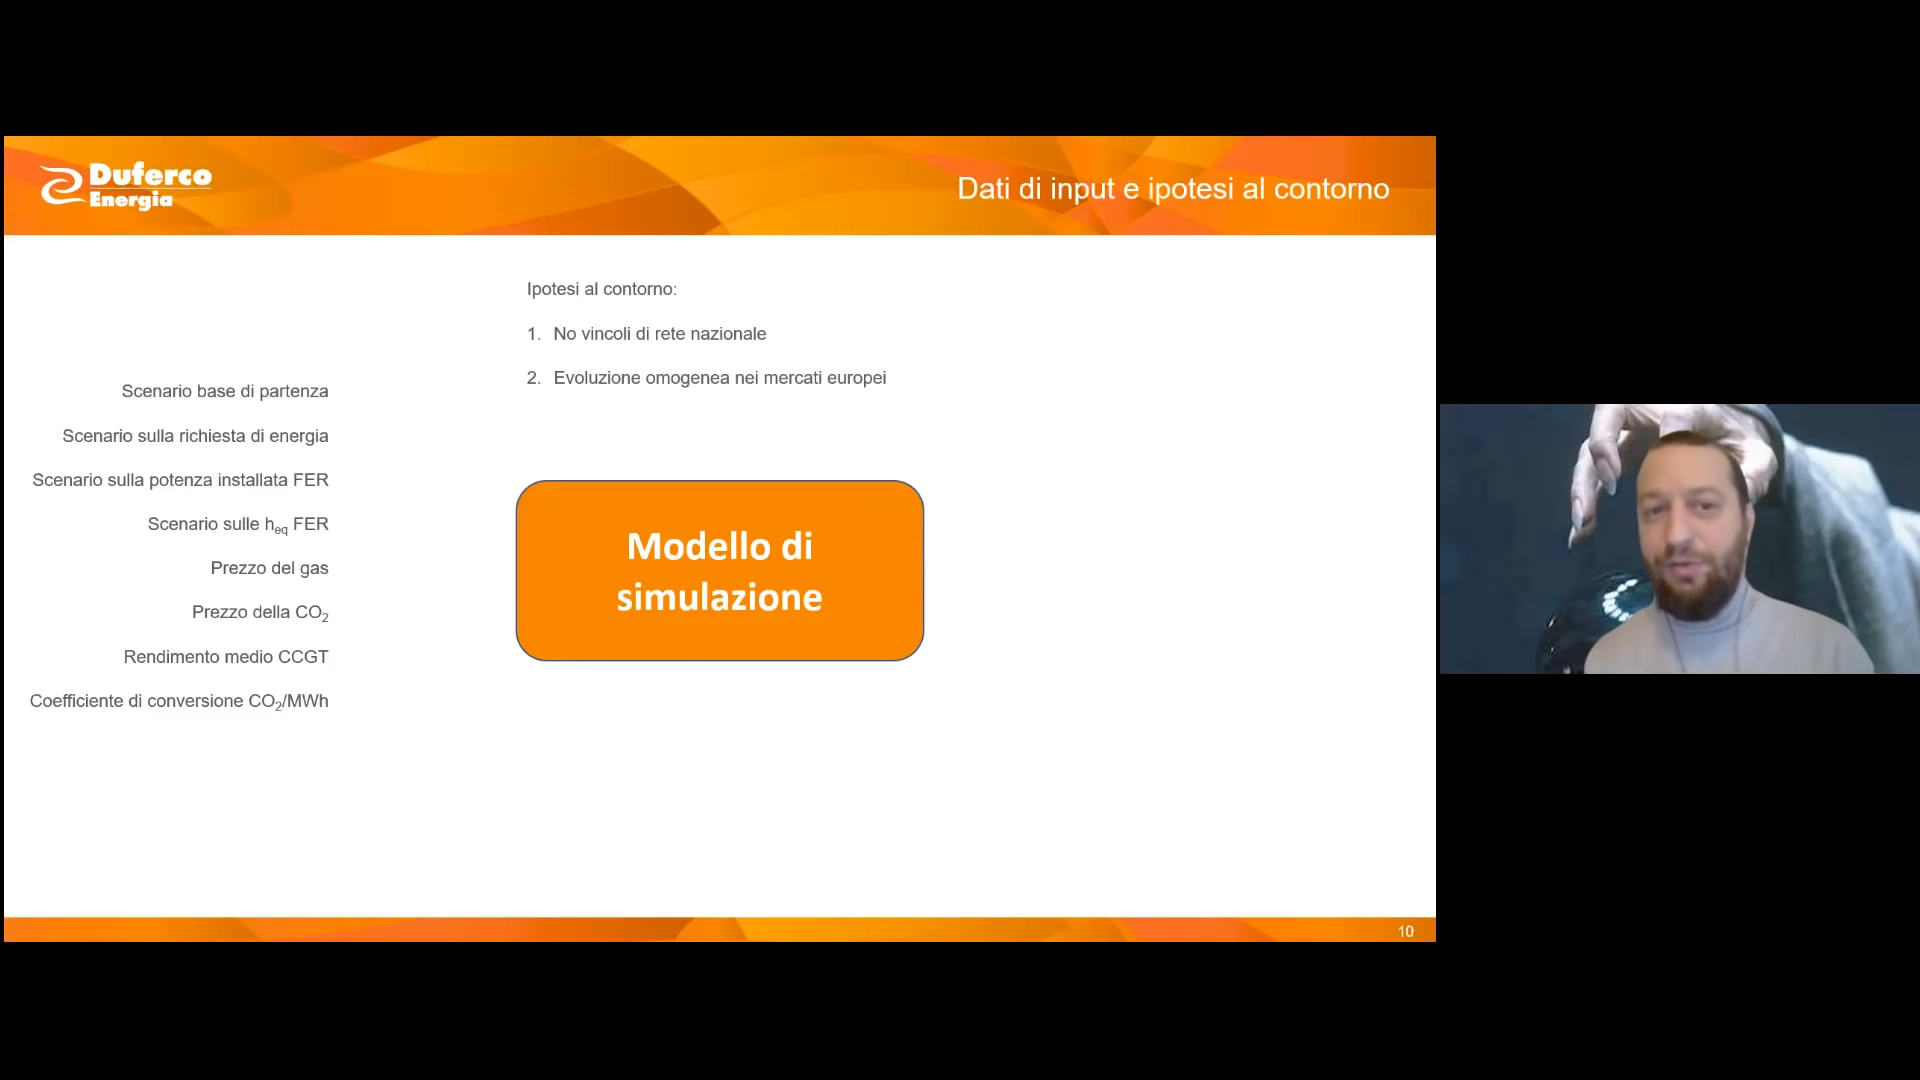 Duferco
Energia
Dati di input e ipotesi al contorno
Ipotesi al contorno:
1. No vincoli di rete nazionale
2. Evoluzione omogenea nei mercati europei
Scenario base di partenza
Scenario sulla richiesta di energia
Scenario sulla potenza installata FER
Scenario sulle heq FER
Prezzo del gas
Prezzo della CO2
Rendimento medio CCGT
Coefficiente di conversione CO2/MWh
Modello di
simulazione
10